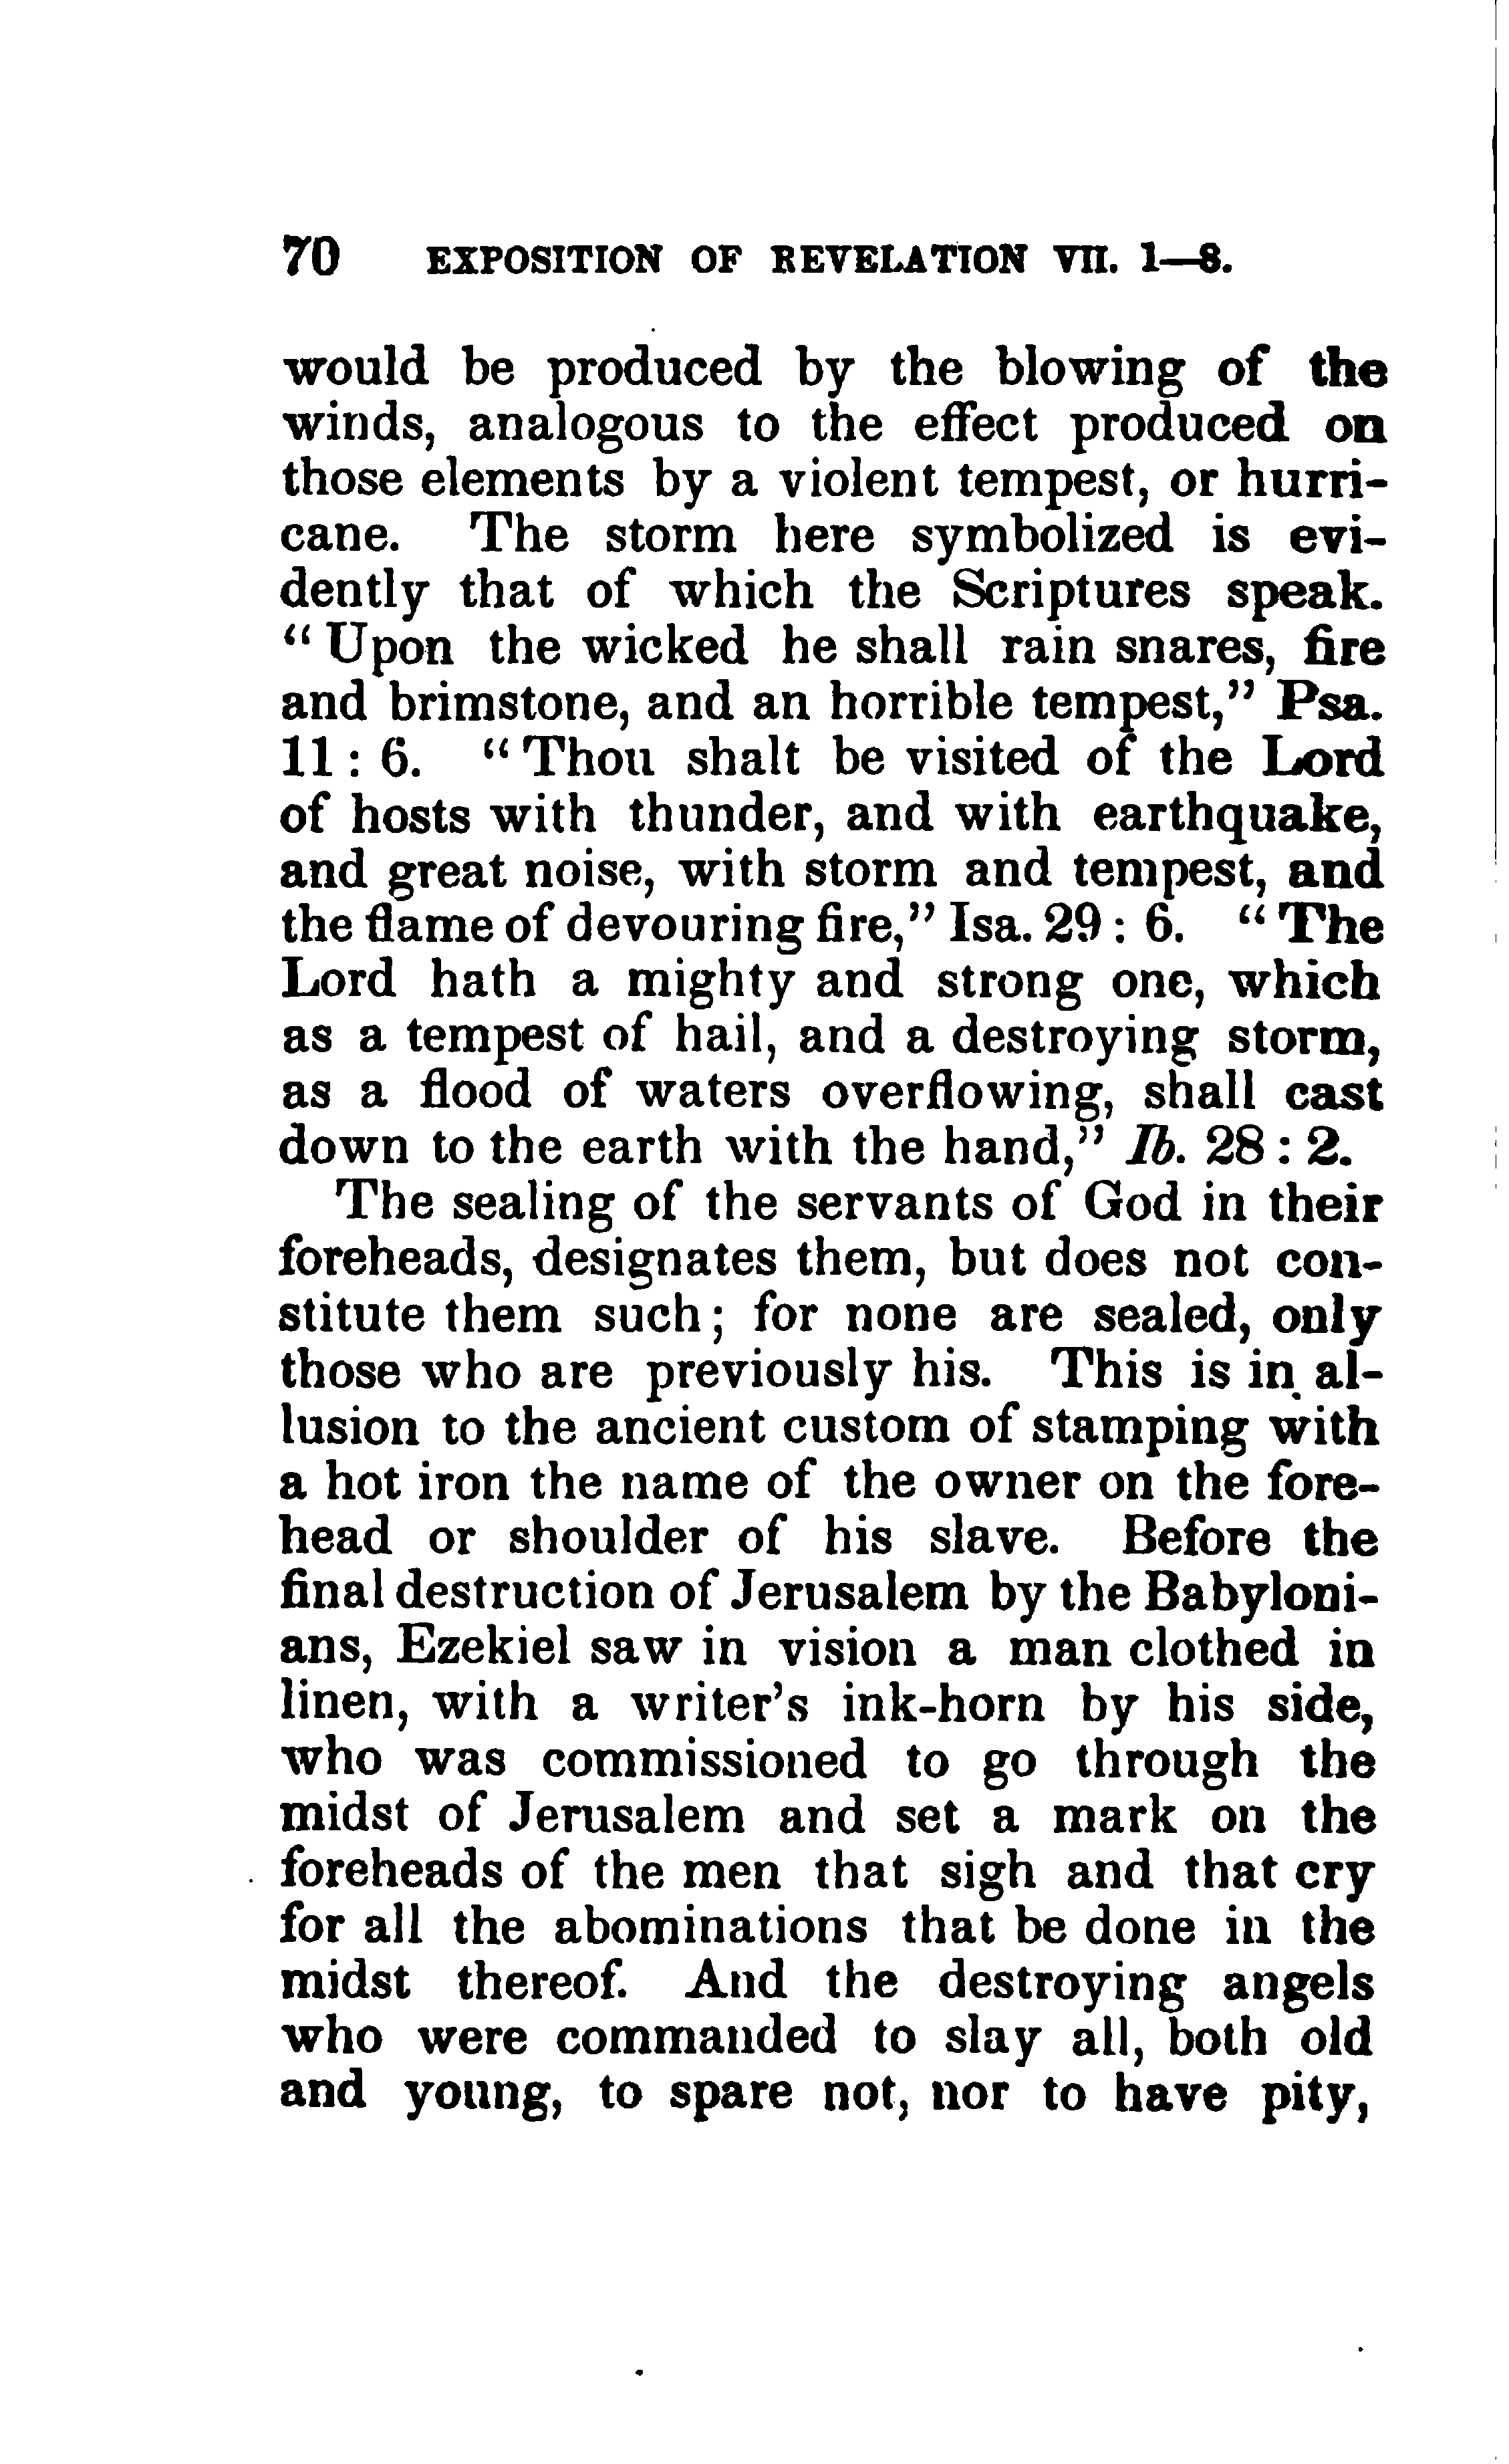 70 EXPOSITION OF REVELATION VII. 1—8.
would be produced by the blowing of the
winds, analogous to the effect produced on
those elements by a violent tempest, or hurri-
cane. The storm here symbolized is evi-
dently that of which the Scriptures speak.
“Upon the wicked he shall rain snares, fire
and brimstone, and an horrible tempest,” Psa.
11 : 6. “Thou shalt be visited of the Lord
of hosts with thunder, and with earthquake,
and great noise, with storm and tempest, and
the flame of devouring fire,” Isa. 29 : 6. “The
Lord hath a mighty and strong one, which
as a tempest of hail, and a destroying storm,
as a flood of waters overflowing, shall cast
down to the earth with the hand,” Ib. 28 : 2.
The sealing of the servants of God in their
foreheads, designates them, but does not con-
stitute them such; for none are sealed, only
those who are previously his. This is in al-
lusion to the ancient custom of stamping with
a hot iron the name of the owner on the fore-
head or shoulder of his slave. Before the
final destruction of Jerusalem by the Babyloni-
ans, Ezekiel saw in vision a man clothed in
linen, with a writer’s ink-horn by his side,
who was commissioned to go through the
midst of Jerusalem and set a mark on the
foreheads of the men that sigh and that cry
for all the abominations that be done in the
midst thereof. And the destroying angels
who were commanded to slay all, both old
and young, to spare not, nor to have pity,